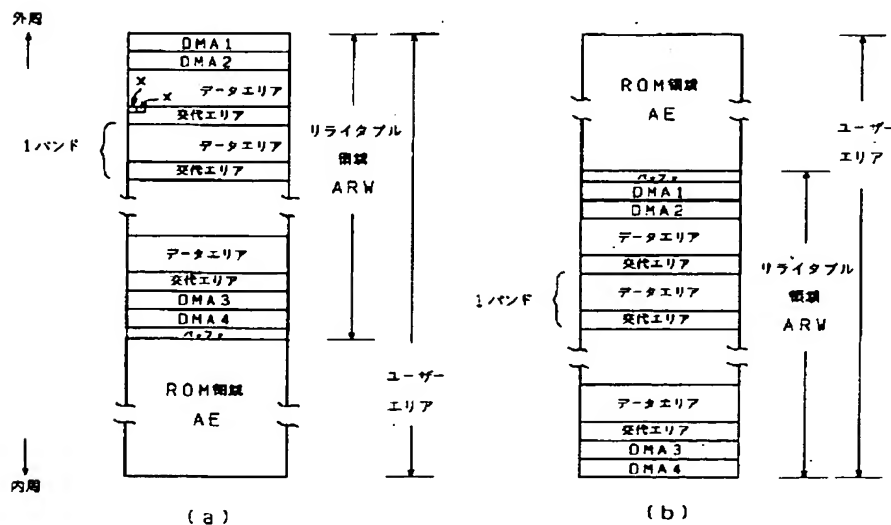 外周
DMA1
DMA2
データエリア
x
x
交代エリア
1バンド
データエリア
交代エリア
リライタブル
領域
ARW
データエリア
交代エリア
DMA3
DMA4
バッファ
ROM領域
AE
ユーザー
エリア
内周
(a)
ROM領域
AE
ユーザー
エリア
バッファ
DMA1
DMA2
データエリア
交代エリア
1バンド
データエリア
交代エリア
リライタブル
領域
ARW
データエリア
交代エリア
DMA3
DMA4
(b)